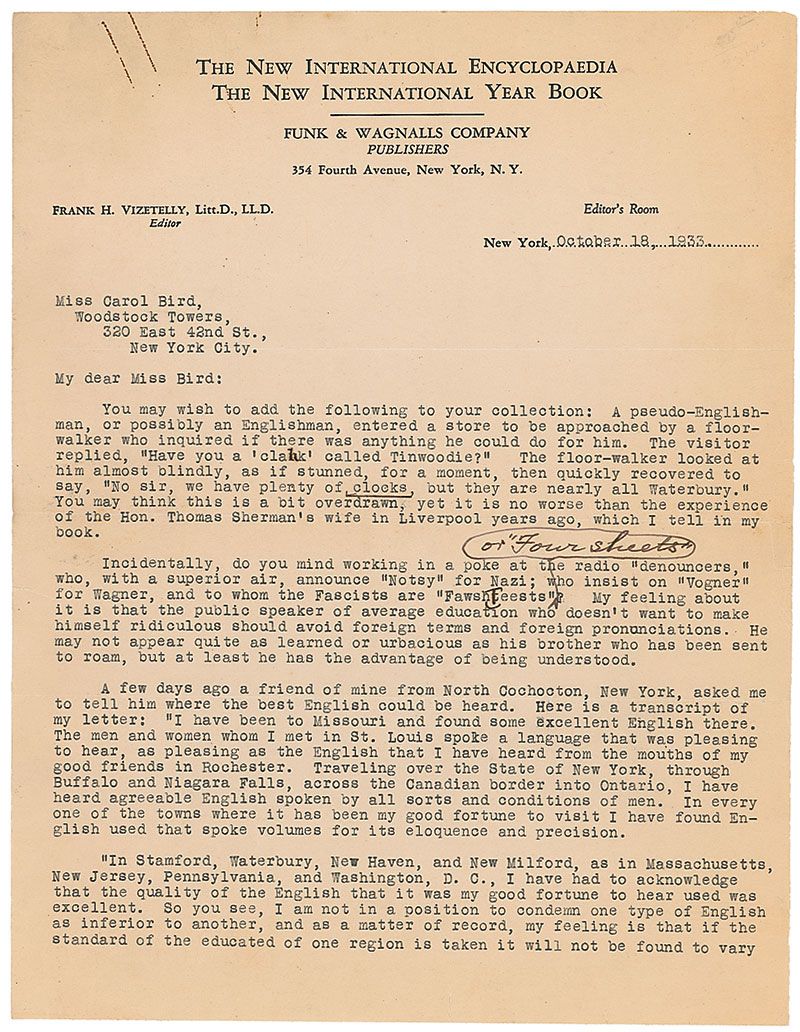 THE NEW INTERNATIONAL ENCYCLOPAEDIA
THE NEW INTERNATIONAL YEAR BOOK
FUNK & WAGNALLS COMPANY
PUBLISHERS
354 Fourth Avenue, New York, N. Y.
FRANK H. VIZETELLY, Litt.D., LL.D.
Editor
Editor's Room
New York, October 18, 1933.
Miss Carol Bird,
Woodstock Towers,
320 East 42nd St.,
New York City.
My dear Miss Bird:
You may wish to add the following to your collection: A pseudo-English-
man, or possibly an Englishman, entered a store to be approached by a floor-
walker who inquired if there was anything he could do for him. The visitor
replied, "Have you a 'clahk' called Tinwoodie?" The floor-walker looked at
him almost blindly, as if stunned, for a moment, then quickly recovered to
say, "No sir, we have plenty of clocks, but they are nearly all Waterbury."
You may think this is a bit overdrawn, yet it is no worse than the experience
of the Hon. Thomas Sherman's wife in Liverpool years ago, which I tell in my
book.
or "Four sheets"
Incidentally, do you mind working in a poke at the radio "denouncers,"
who, with a superior air, announce "Notsy" for Nazi; who insist on "Vogner"
for Wagner, and to whom the Fascists are "Fawshteests" My feeling about
it is that the public speaker of average education who doesn't want to make
himself ridiculous should avoid foreign terms and foreign pronunciations. He
may not appear quite as learned or urbacious as his brother who has been sent
to roam, but at least he has the advantage of being understood.
A few days ago a friend of mine from North Cochocton, New York, asked me
to tell him where the best English could be heard. Here is a transcript of
my letter: "I have been to Missouri and found some excellent English there.
The men and women whom I met in St. Louis spoke a language that was pleasing
to hear, as pleasing as the English that I have heard from the mouths of my
good friends in Rochester. Traveling over the State of New York, through
Buffalo and Niagara Falls, across the Canadian border into Ontario, I have
heard agreeable English spoken by all sorts and conditions of men. In every
one of the towns where it has been my good fortune to visit I have found En-
glish used that spoke volumes for its eloquence and precision.
"In Stamford, Waterbury, New Haven, and New Milford, as in Massachusetts,
New Jersey, Pennsylvania, and Washington, D. C., I have had to acknowledge
that the quality of the English that it was my good fortune to hear used was
excellent. So you see, I am not in a position to condemn one type of English
as inferior to another, and as a matter of record, my feeling is that if the
standard of the educated of one region is taken it will not be found to vary